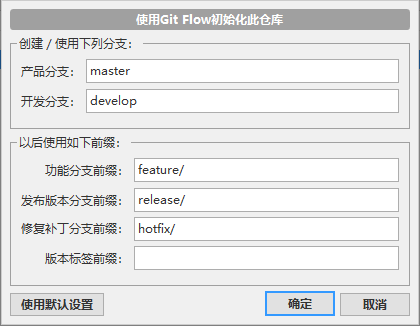 使用Git Flow初始化此仓库
创建 / 使用下列分支:
产品分支: master
开发分支: develop
以后使用如下前缀:
功能分支前缀: feature/
发布版本分支前缀: release/
修复补丁分支前缀: hotfix/
版本标签前缀:
使用默认设置 确定 取消